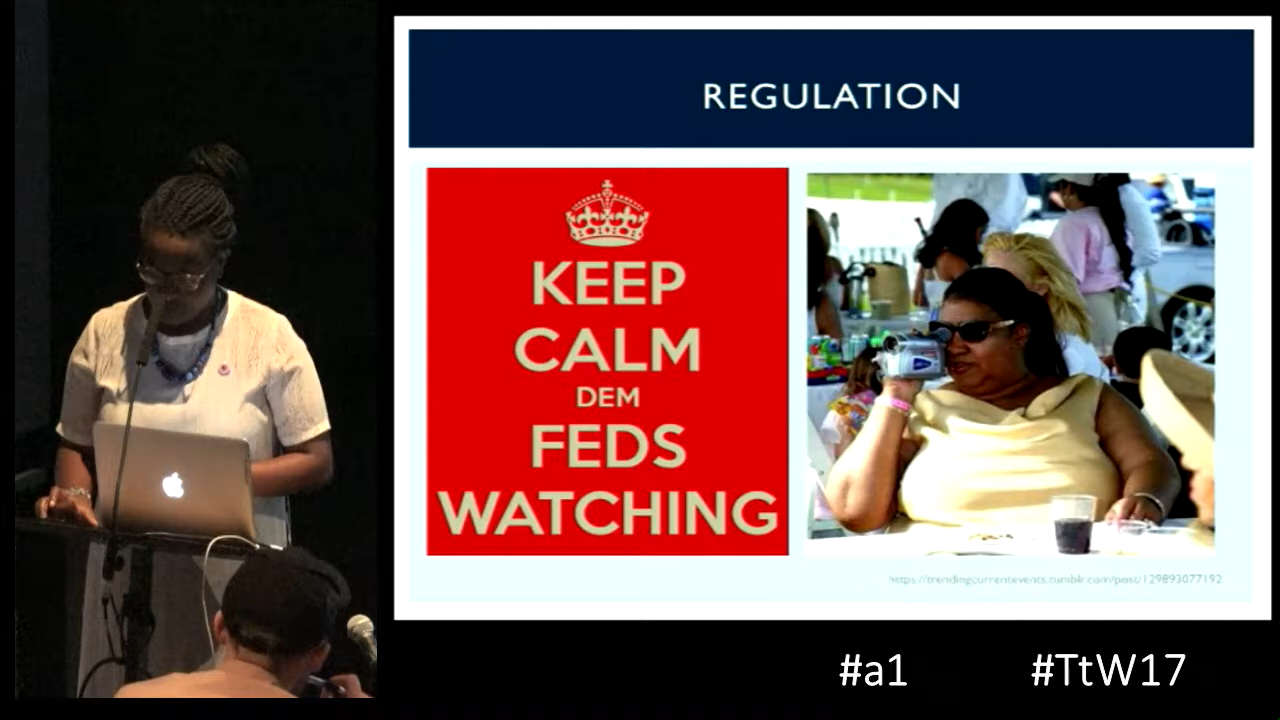 REGULATION
KEEP
CALM
DEM
FEDS
WATCHING
https://trendingcurrentevents.tumblr.com/post/129893077192
#a1 #TtW17